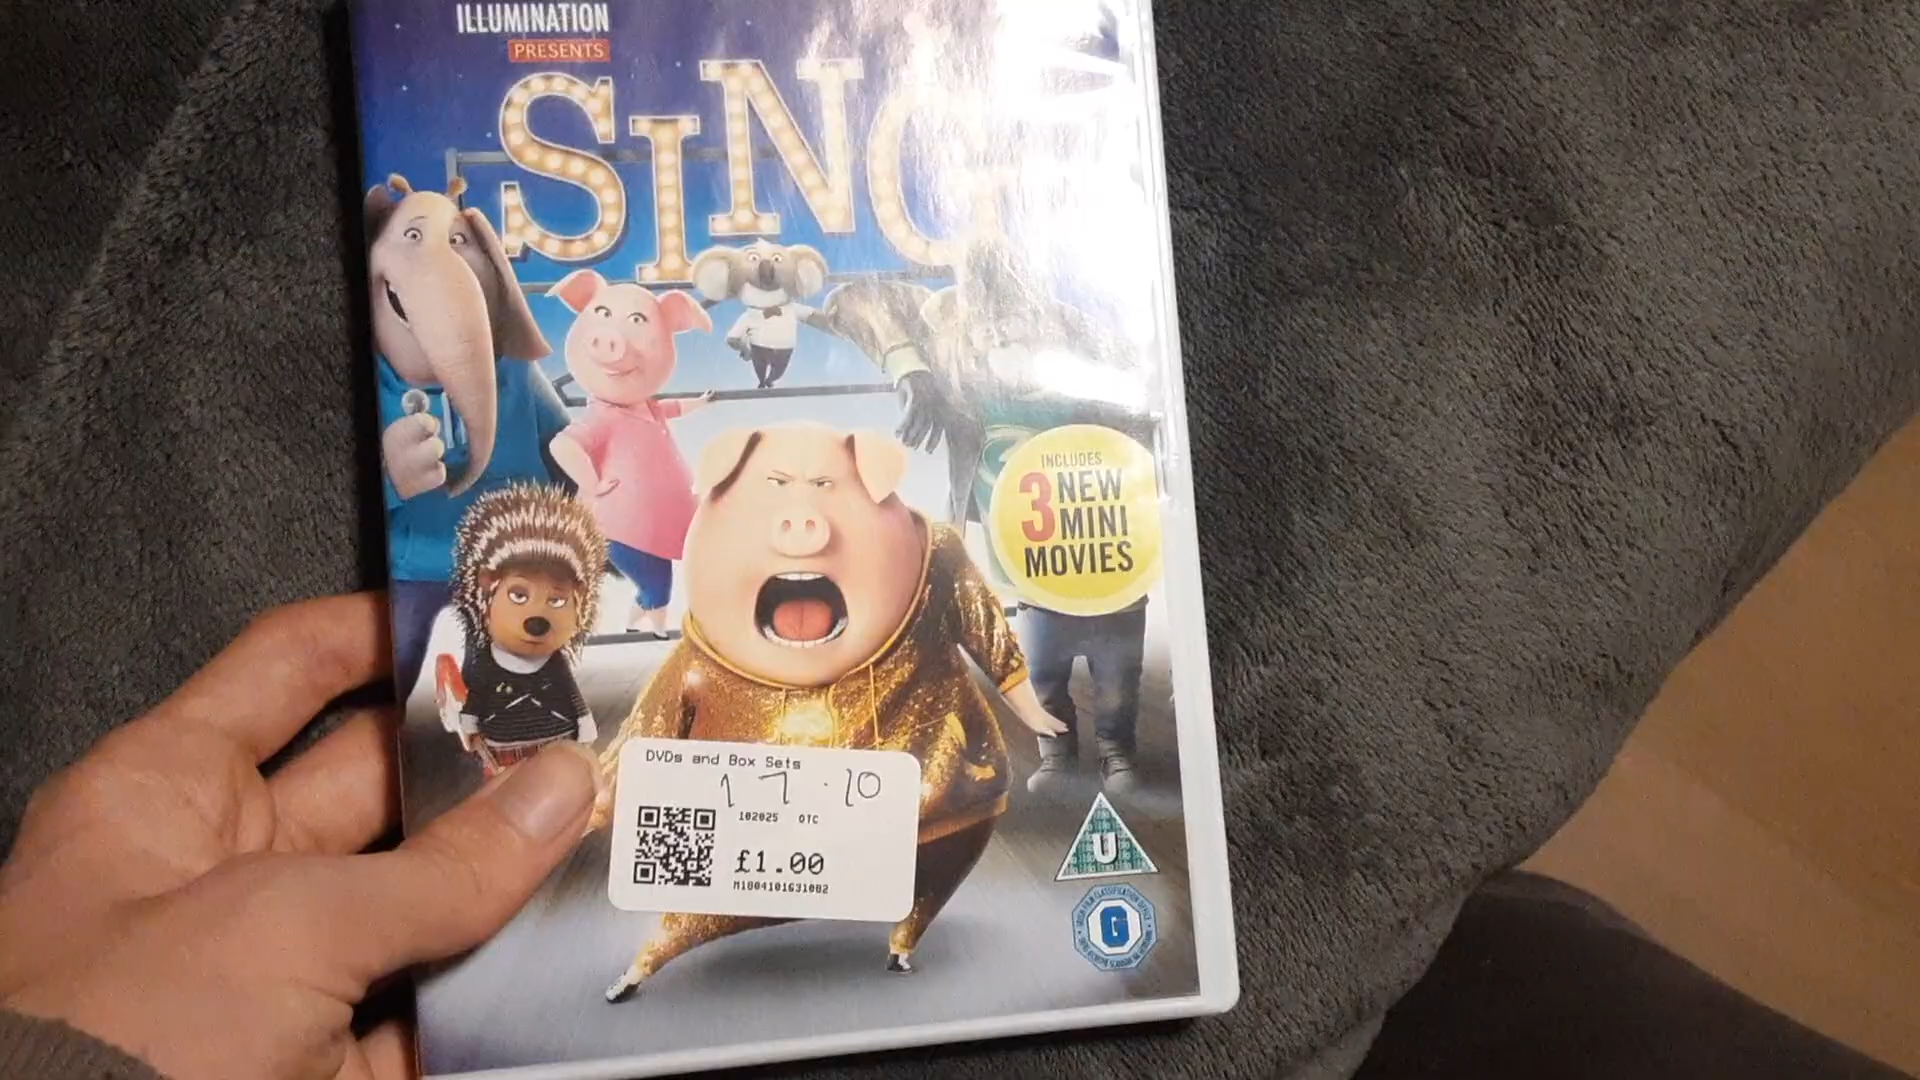 ILLUMINATION
PRESENTS
SING
INCLUDES
3 NEW
MINI
MOVIES
DVDs and Box Sets
17.10
102025 OTC
£1.00
M1804101631082
U
G